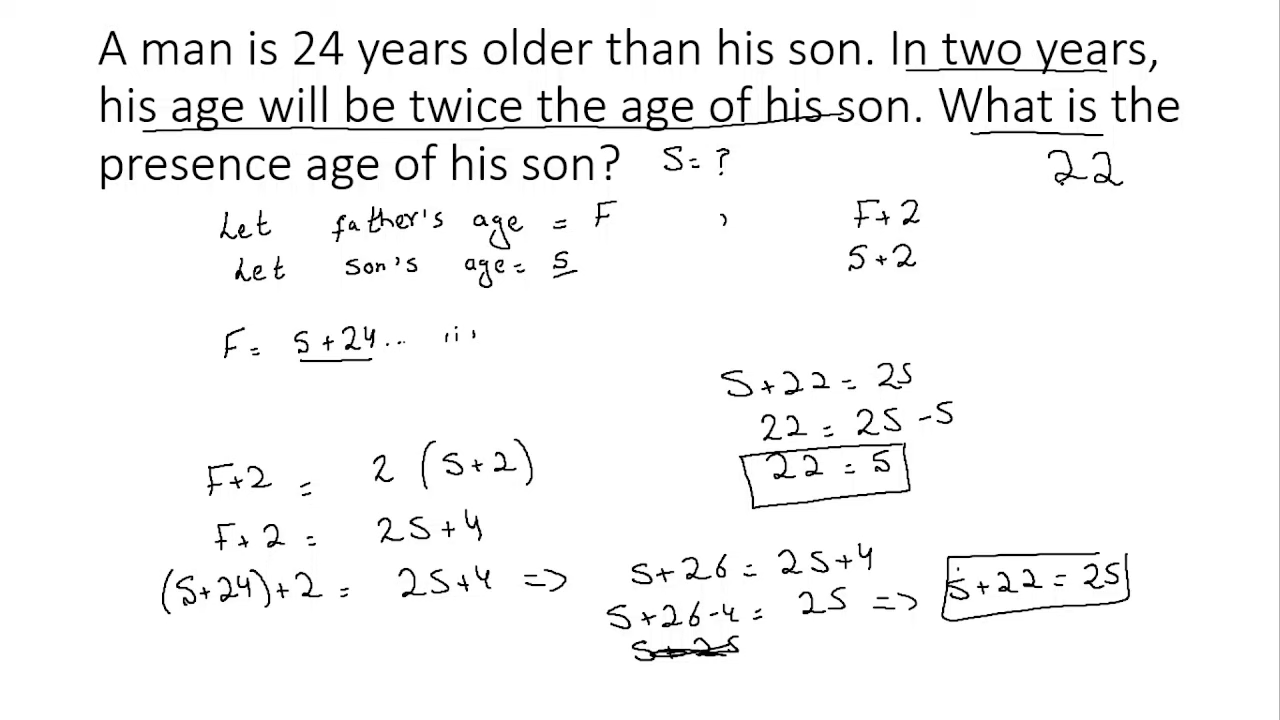 A man is 24 years older than his son. In two years,
his age will be twice the age of his son. What is the
presence age of his son? S = ?
22
Let father's age = F , F+2
Let son's age = S S+2
F = S+24... (i)
S+22 = 2S
22 = 2S - S
22 = S
F+2 = 2 (S+2)
F+2 = 2S+4
(S+24)+2 = 2S+4 =>
S+26 = 2S+4
S+26-4 = 2S =>
S+22 = 2S